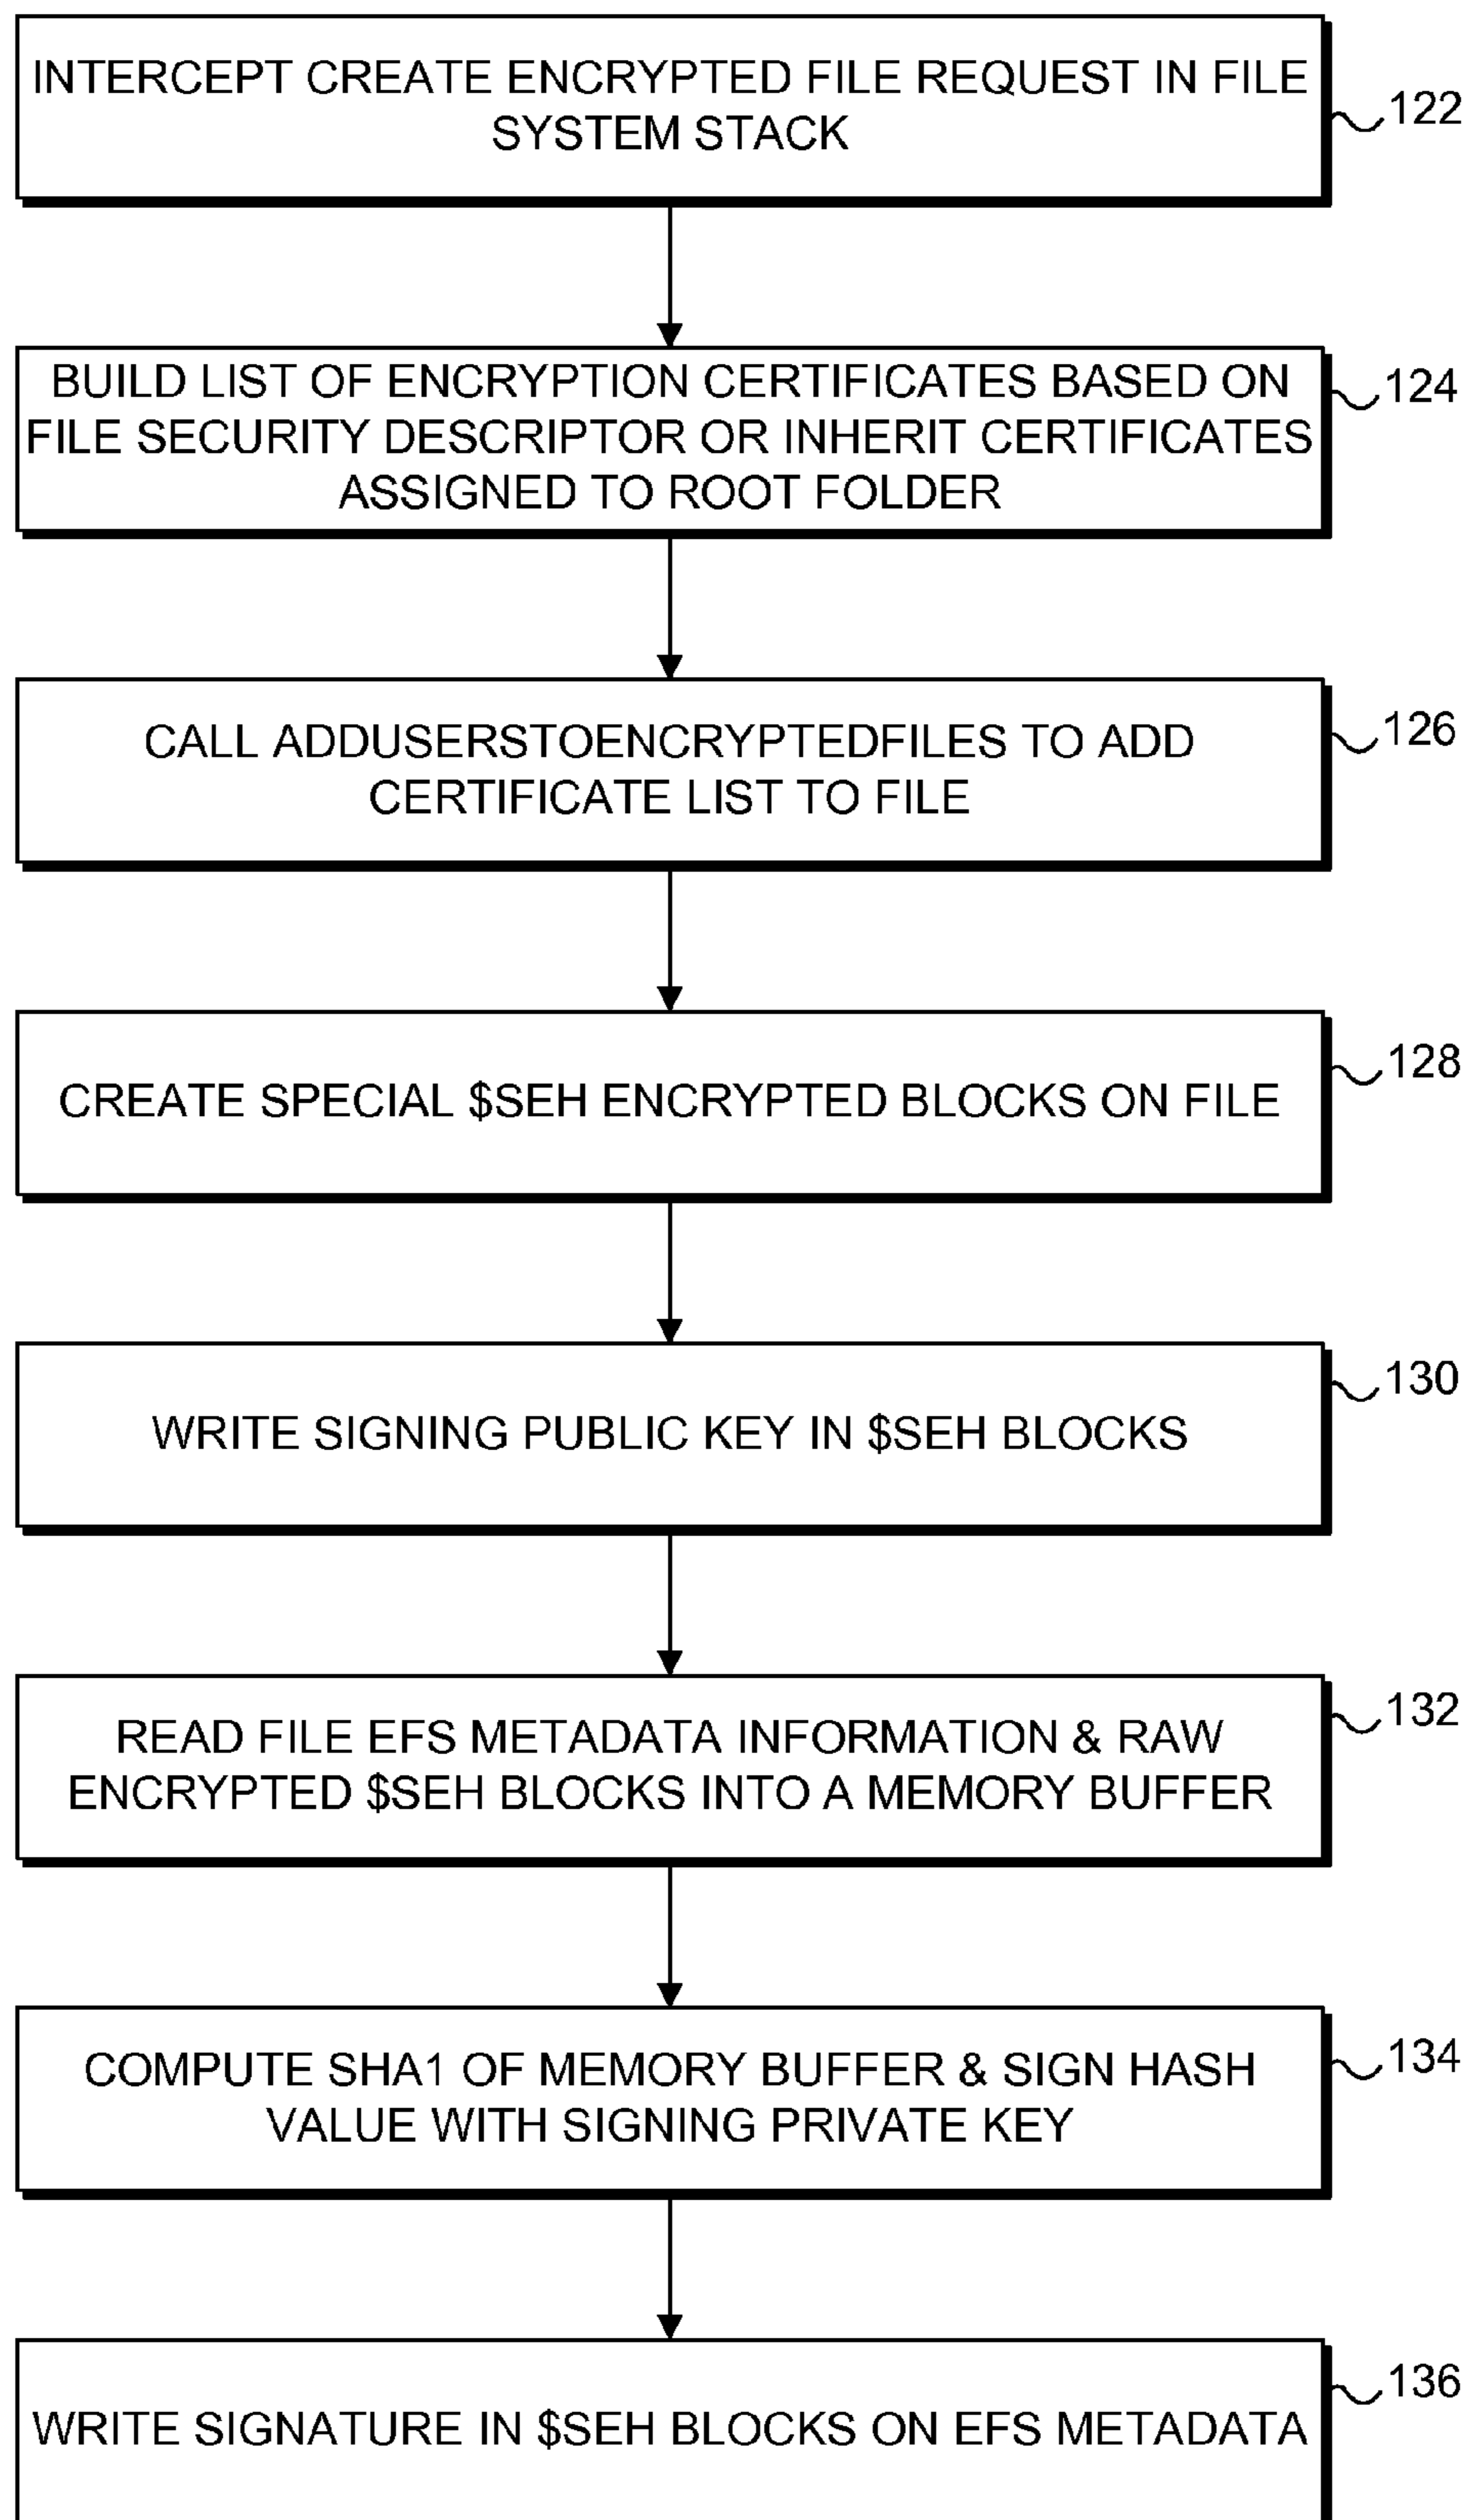 INTERCEPT CREATE ENCRYPTED FILE REQUEST IN FILE
SYSTEM STACK
122
BUILD LIST OF ENCRYPTION CERTIFICATES BASED ON
FILE SECURITY DESCRIPTOR OR INHERIT CERTIFICATES
ASSIGNED TO ROOT FOLDER
124
CALL ADDUSERSTOENCRYPTEDFILES TO ADD
CERTIFICATE LIST TO FILE
126
CREATE SPECIAL $SEH ENCRYPTED BLOCKS ON FILE
128
WRITE SIGNING PUBLIC KEY IN $SEH BLOCKS
130
READ FILE EFS METADATA INFORMATION & RAW
ENCRYPTED $SEH BLOCKS INTO A MEMORY BUFFER
132
COMPUTE SHA1 OF MEMORY BUFFER & SIGN HASH
VALUE WITH SIGNING PRIVATE KEY
134
WRITE SIGNATURE IN $SEH BLOCKS ON EFS METADATA
136